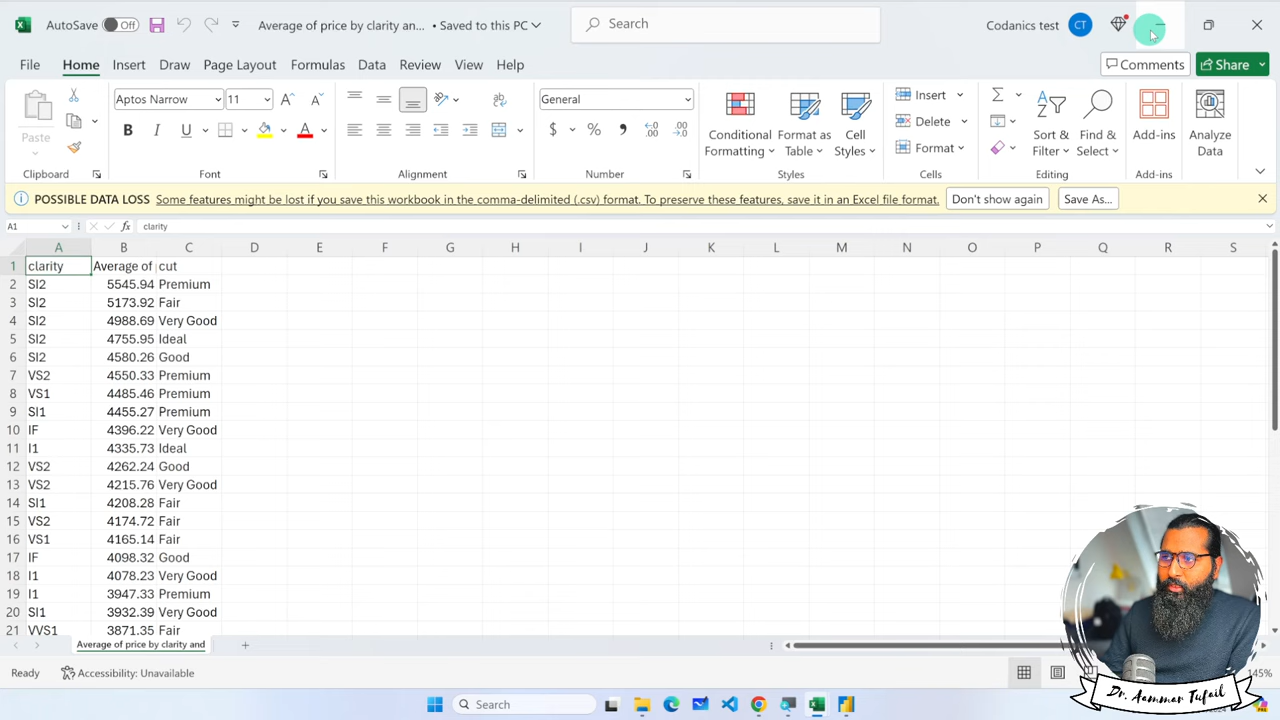 AutoSave Off Average of price by clarity an... • Saved to this PC Search Codanics test CT
File Home Insert Draw Page Layout Formulas Data Review View Help Comments Share
Paste Aptos Narrow 11 General Insert Delete Format
B I U $ % , Conditional Formatting Format as Table Cell Styles Sort & Filter Find & Select Add-ins Analyze Data
Clipboard Font Alignment Number Styles Cells Editing Add-ins
POSSIBLE DATA LOSS Some features might be lost if you save this workbook in the comma-delimited (.csv) format. To preserve these features, save it in an Excel file format. Don't show again Save As...
A1 fx clarity
A B C D E F G H I J K L M N O P Q R S
1 clarity Average of cut
2 SI2 5545.94 Premium
3 SI2 5173.92 Fair
4 SI2 4988.69 Very Good
5 SI2 4755.95 Ideal
6 SI2 4580.26 Good
7 VS2 4550.33 Premium
8 VS1 4485.46 Premium
9 SI1 4455.27 Premium
10 IF 4396.22 Very Good
11 I1 4335.73 Ideal
12 VS2 4262.24 Good
13 VS2 4215.76 Very Good
14 SI1 4208.28 Fair
15 VS2 4174.72 Fair
16 VS1 4165.14 Fair
17 IF 4098.32 Good
18 I1 4078.23 Very Good
19 I1 3947.33 Premium
20 SI1 3932.39 Very Good
21 VVS1 3871.35 Fair
Average of price by clarity and
Ready Accessibility: Unavailable 145%
Dr. Aammar Tufail
Search